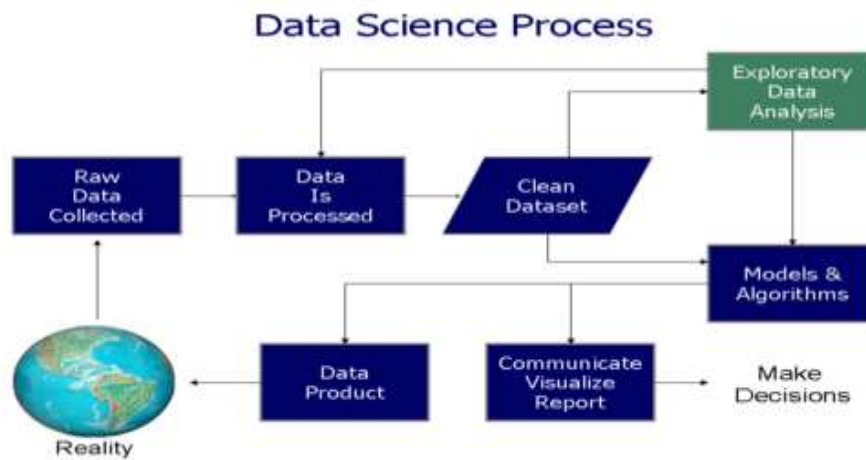 Data Science Process
Exploratory
Data
Analysis
Raw
Data
Collected
Data
Is
Processed
Clean
Dataset
Models &
Algorithms
Data
Product
Communicate
Visualize
Report
Make
Decisions
Reality